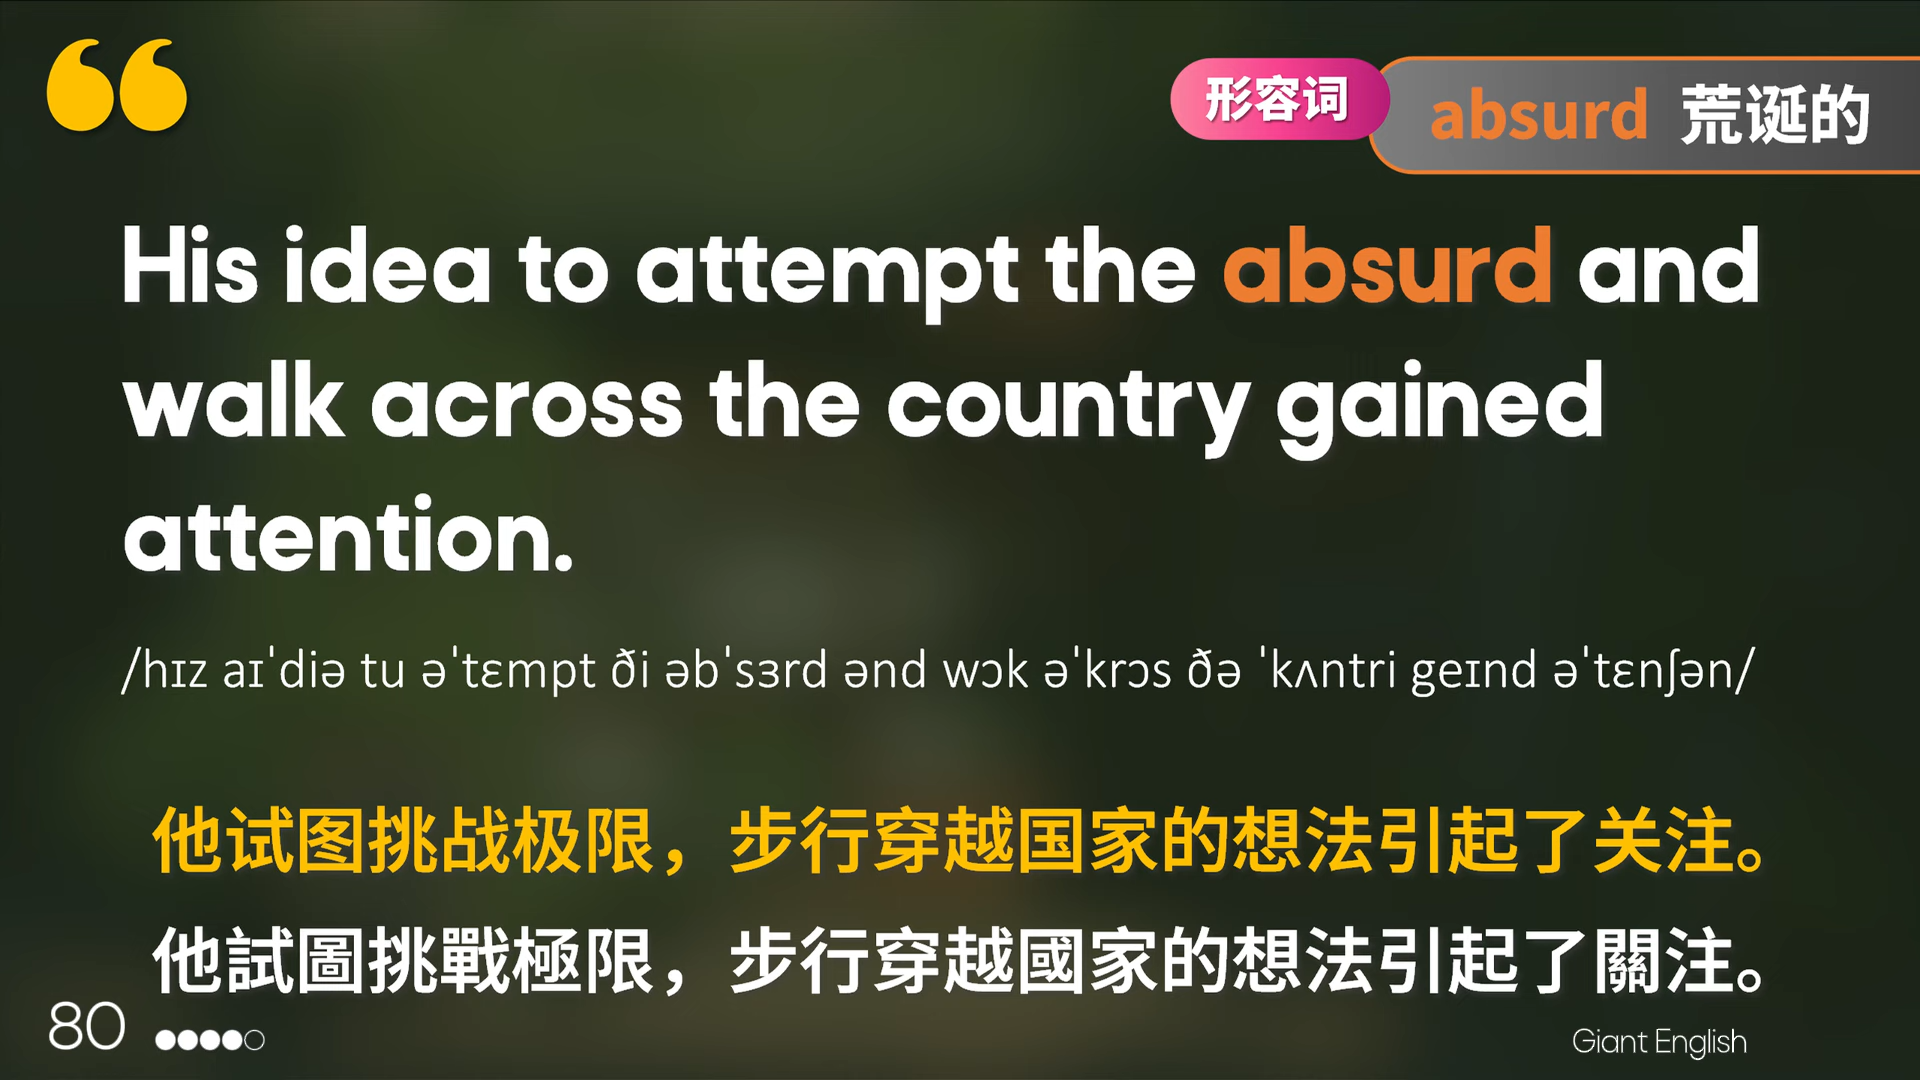 形容词
absurd 荒诞的
His idea to attempt the absurd and
walk across the country gained
attention.
/hɪz aɪˈdiə tu əˈtɛmpt ði əbˈsɜrd ənd wɔk əˈkrɔs ðə ˈkʌntri geɪnd əˈtɛnʃən/
他试图挑战极限，步行穿越国家的想法引起了关注。
他試圖挑戰極限，步行穿越國家的想法引起了關注。
80
Giant English